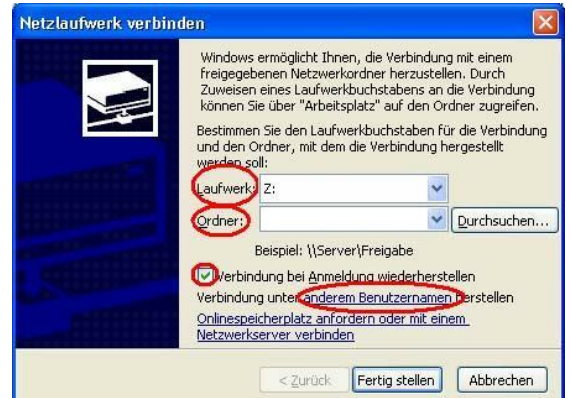 Netzlaufwerk verbinden
Windows ermöglicht Ihnen, die Verbindung mit einem
freigegebenen Netzwerkordner herzustellen. Durch
Zuweisen eines Laufwerkbuchstabens an die Verbindung
können Sie über "Arbeitsplatz" auf den Ordner zugreifen.
Bestimmen Sie den Laufwerkbuchstaben für die Verbindung
und den Ordner, mit dem die Verbindung hergestellt
werden soll:
Laufwerk: Z:
Ordner: Durchsuchen...
Beispiel: \\Server\Freigabe
Verbindung bei Anmeldung wiederherstellen
Verbindung unter anderem Benutzernamen herstellen
Onlinespeicherplatz anfordern oder mit einem
Netzwerkserver verbinden
< Zurück Fertig stellen Abbrechen